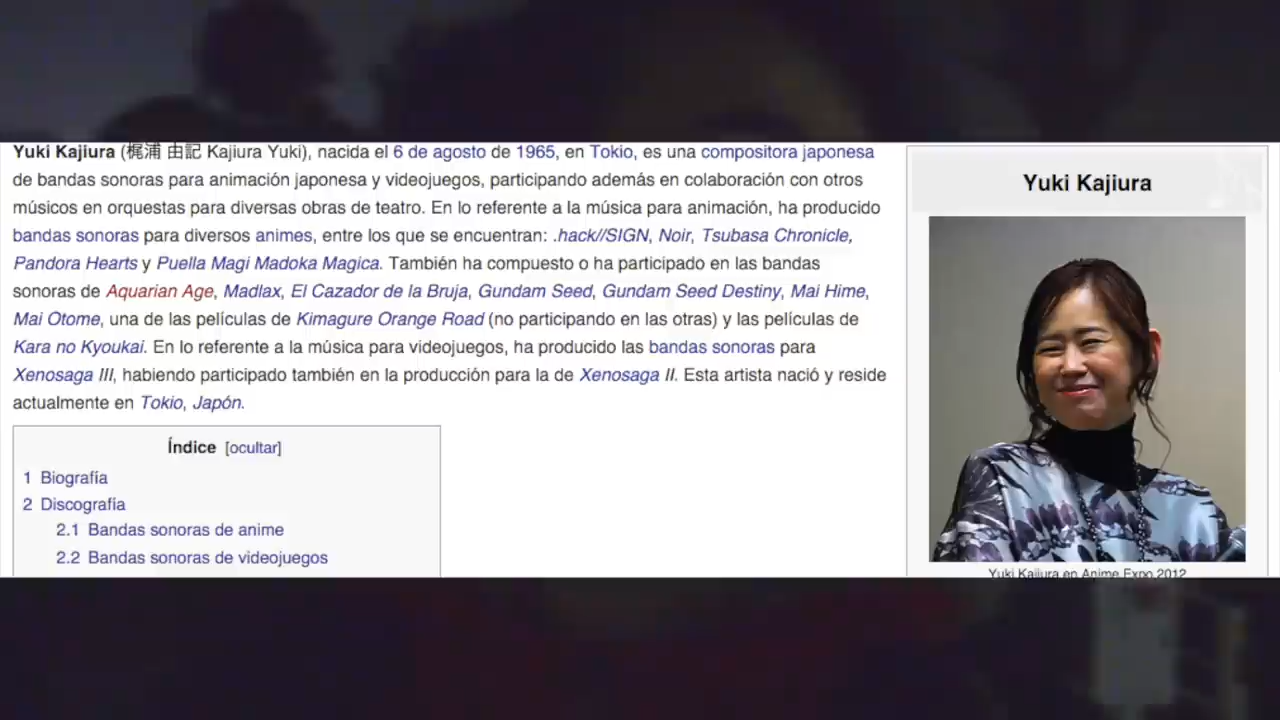 Yuki Kajiura (梶浦 由記 Kajiura Yuki), nacida el 6 de agosto de 1965, en Tokio, es una compositora japonesa
de bandas sonoras para animación japonesa y videojuegos, participando además en colaboración con otros
músicos en orquestas para diversas obras de teatro. En lo referente a la música para animación, ha producido
bandas sonoras para diversos animes, entre los que se encuentran: .hack//SIGN, Noir, Tsubasa Chronicle,
Pandora Hearts y Puella Magi Madoka Magica. También ha compuesto o ha participado en las bandas
sonoras de Aquarian Age, Madlax, El Cazador de la Bruja, Gundam Seed, Gundam Seed Destiny, Mai Hime,
Mai Otome, una de las películas de Kimagure Orange Road (no participando en las otras) y las películas de
Kara no Kyoukai. En lo referente a la música para videojuegos, ha producido las bandas sonoras para
Xenosaga III, habiendo participado también en la producción para la de Xenosaga II. Esta artista nació y reside
actualmente en Tokio, Japón.
Índice [ocultar]
1 Biografía
2 Discografía
2.1 Bandas sonoras de anime
2.2 Bandas sonoras de videojuegos
Yuki Kajiura
Yuki Kajiura en Anime Expo 2012